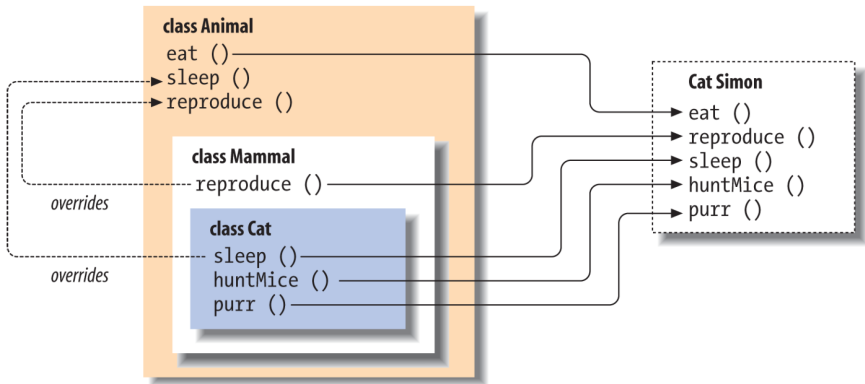 class Animal
eat ()
sleep ()
reproduce ()
class Mammal
reproduce ()
overrides
class Cat
sleep ()
overrides
huntMice ()
purr ()
Cat Simon
eat ()
reproduce ()
sleep ()
huntMice ()
purr ()